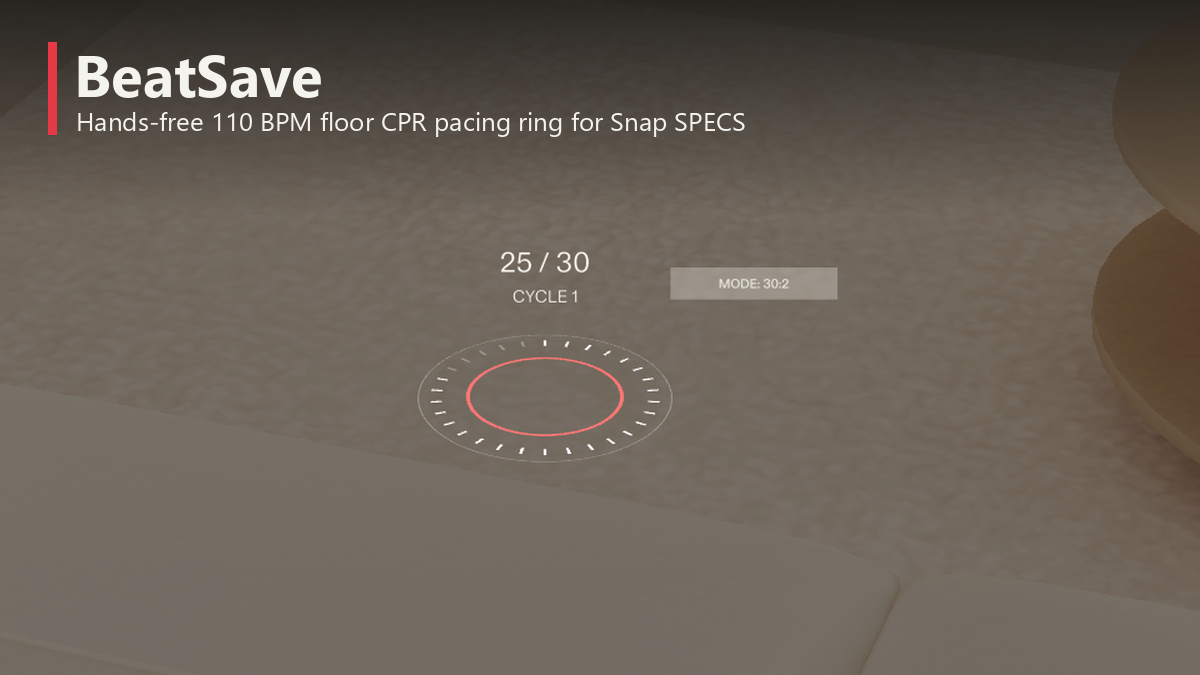 BeatSave
Hands-free 110 BPM floor CPR pacing ring for Snap SPECS
25 / 30
MODE: 30:2
CYCLE 1